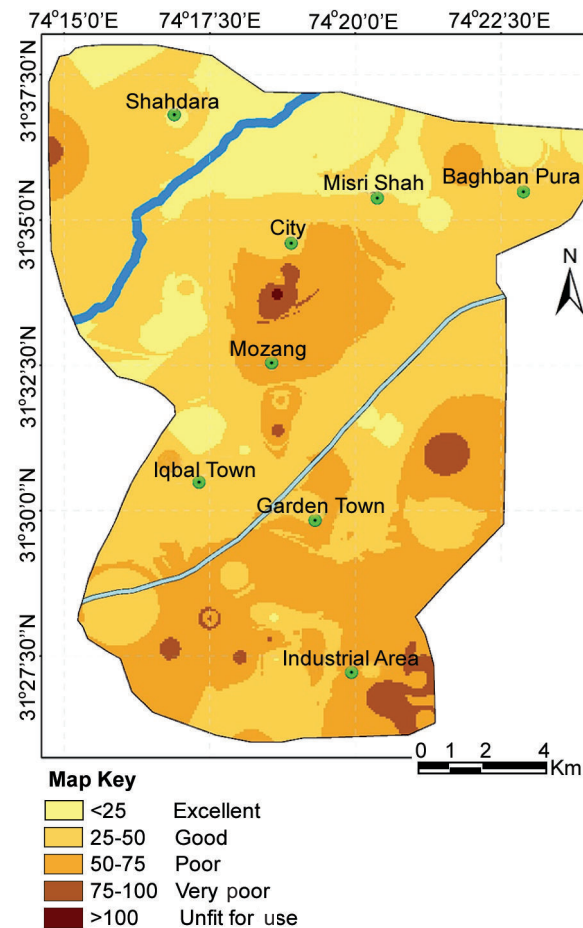 74°15'0"E 74°17'30"E 74°20'0"E 74°22'30"E
31°37'30"N
Shahdara
Misri Shah
Baghban Pura
31°35'0"N
City
N
Mozang
31°32'30"N
Iqbal Town
31°30'0"N
Garden Town
31°27'30"N
Industrial Area
0 1 2 4
Km
Map Key
<25 Excellent
25-50 Good
50-75 Poor
75-100 Very poor
>100 Unfit for use